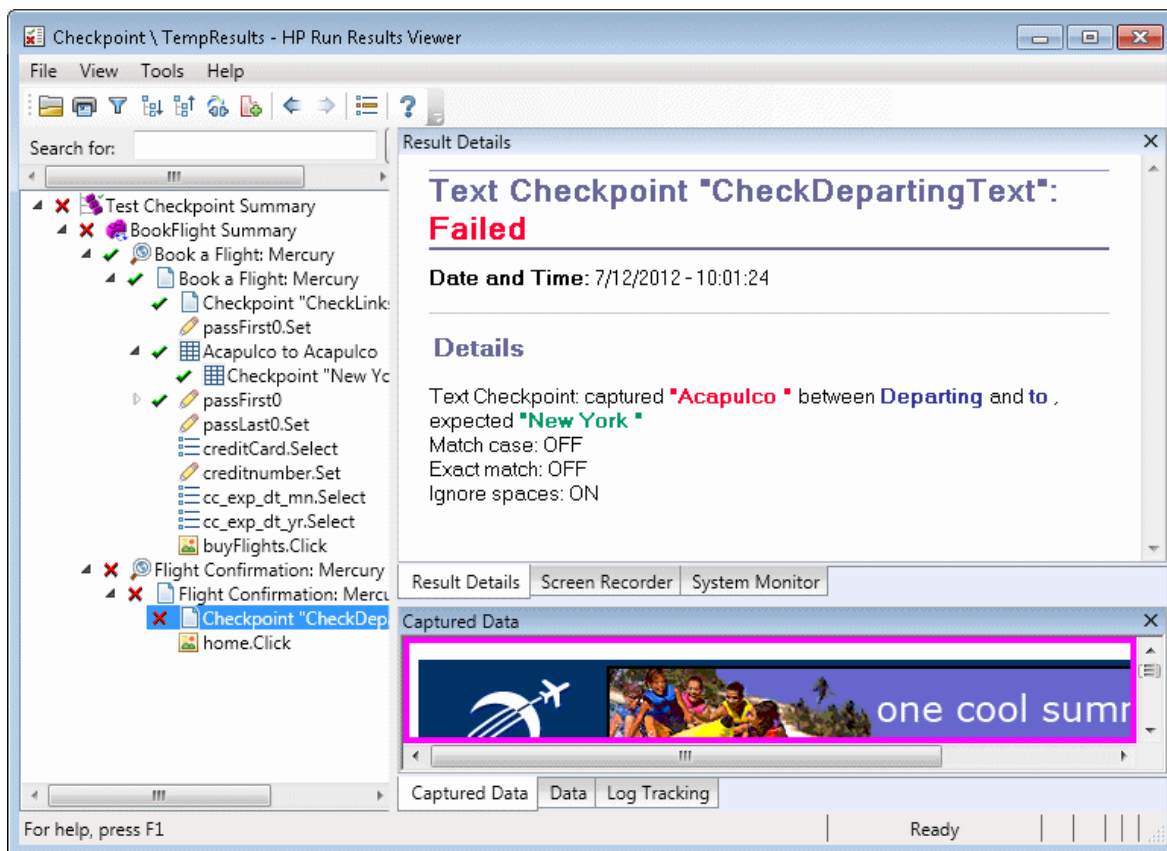 Checkpoint \ TempResults - HP Run Results Viewer
File View Tools Help
Search for:
Test Checkpoint Summary
BookFlight Summary
Book a Flight: Mercury
Book a Flight: Mercury
Checkpoint "CheckLinks
passFirst0.Set
Acapulco to Acapulco
Checkpoint "New Yo
passFirst0
passLast0.Set
creditCard.Select
creditnumber.Set
cc_exp_dt_mn.Select
cc_exp_dt_yr.Select
buyFlights.Click
Flight Confirmation: Mercury
Flight Confirmation: Mercu
Checkpoint "CheckDepa
home.Click
Result Details
Text Checkpoint "CheckDepartingText":
Failed
Date and Time: 7/12/2012 - 10:01:24
Details
Text Checkpoint: captured "Acapulco " between Departing and to ,
expected "New York "
Match case: OFF
Exact match: OFF
Ignore spaces: ON
Result Details Screen Recorder System Monitor
Captured Data
one cool summ
Captured Data Data Log Tracking
For help, press F1 Ready